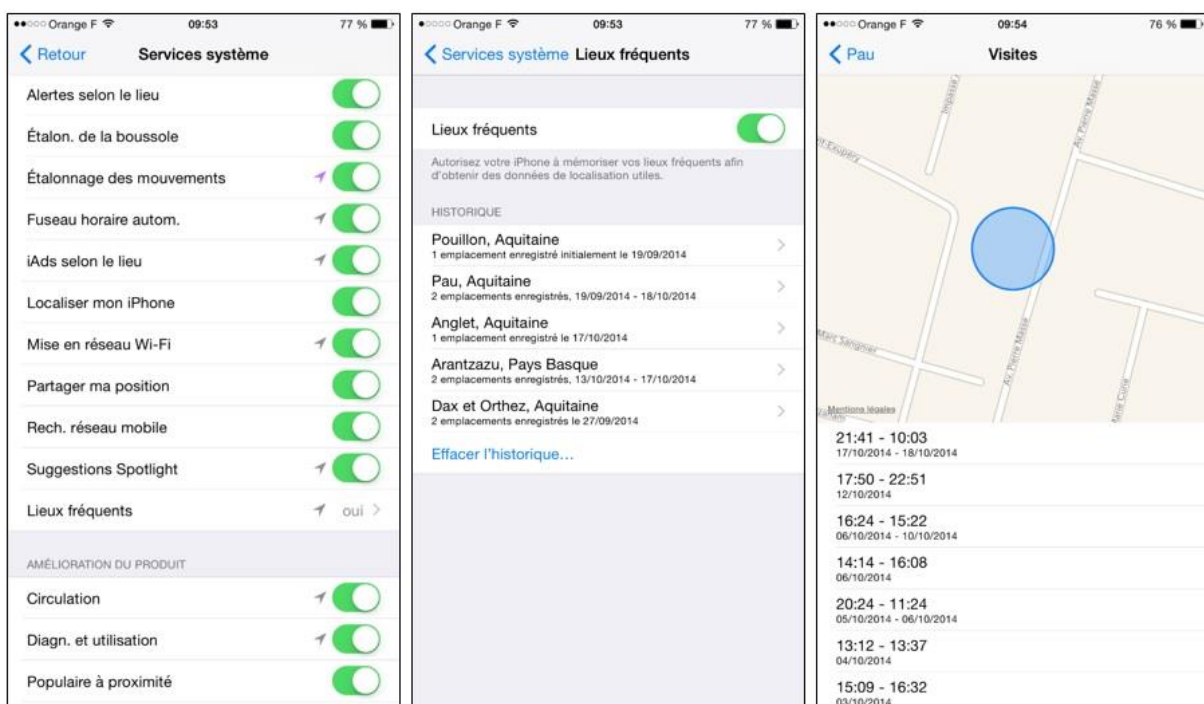 Orange F 09:53 77 %
Retour Services système
Alertes selon le lieu
Étalon. de la boussole
Étalonnage des mouvements
Fuseau horaire autom.
iAds selon le lieu
Localiser mon iPhone
Mise en réseau Wi-Fi
Partager ma position
Rech. réseau mobile
Suggestions Spotlight
Lieux fréquents oui
AMÉLIORATION DU PRODUIT
Circulation
Diagn. et utilisation
Populaire à proximité
Orange F 09:53 77 %
Services système Lieux fréquents
Lieux fréquents
Autorisez votre iPhone à mémoriser vos lieux fréquents afin
d'obtenir des données de localisation utiles.
HISTORIQUE
Pouillon, Aquitaine
1 emplacement enregistré initialement le 19/09/2014
Pau, Aquitaine
2 emplacements enregistrés, 19/09/2014 - 18/10/2014
Anglet, Aquitaine
1 emplacement enregistré le 17/10/2014
Arantzazu, Pays Basque
2 emplacements enregistrés, 13/10/2014 - 17/10/2014
Dax et Orthez, Aquitaine
2 emplacements enregistrés le 27/09/2014
Effacer l'historique...
Orange F 09:54 76 %
Pau Visites
Impasse
Av. Pierre Massé
Exupéry
Marc Sangnier
Av. Pierre Massé
Marie Curie
Mentions légales
21:41 - 10:03
17/10/2014 - 18/10/2014
17:50 - 22:51
12/10/2014
16:24 - 15:22
06/10/2014 - 10/10/2014
14:14 - 16:08
06/10/2014
20:24 - 11:24
05/10/2014 - 06/10/2014
13:12 - 13:37
04/10/2014
15:09 - 16:32
03/10/2014